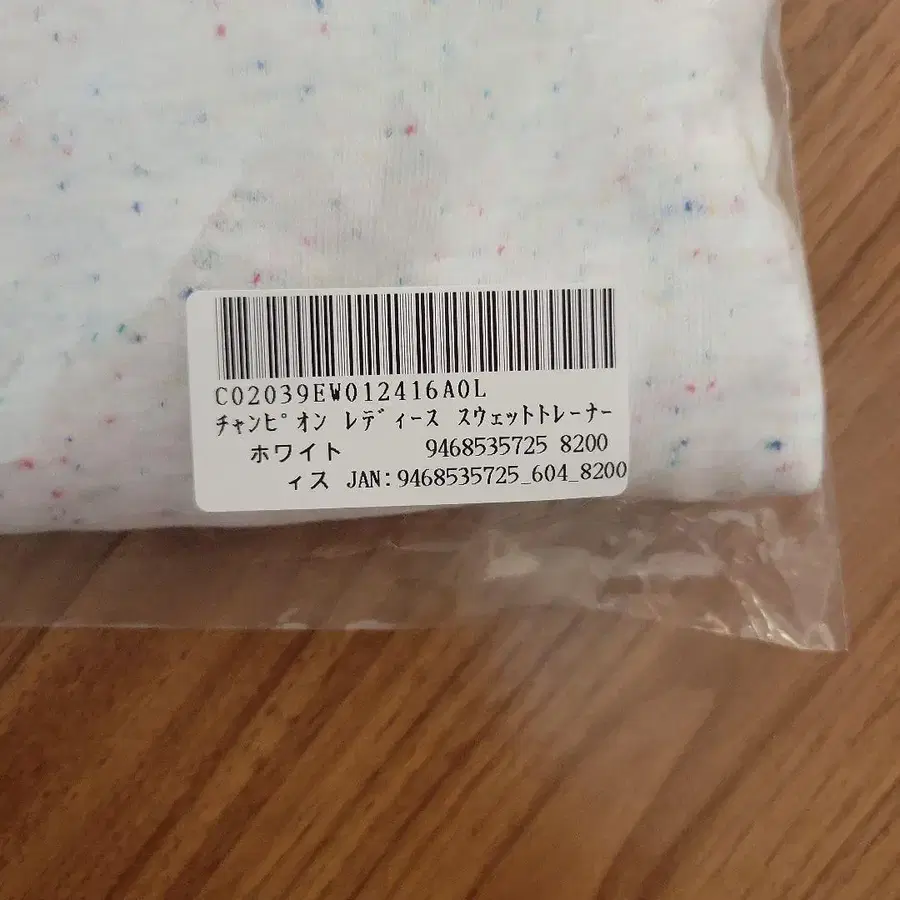 C02039EW012416A0L
ﾁｬﾝﾋﾟｵﾝ ﾚﾃﾞｨｰｽ ｽｳｪｯﾄﾄﾚｰﾅｰ
ホワイト 9468535725 8200
ィス JAN:9468535725_604_8200